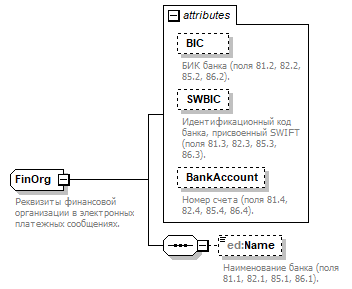 attributes
BIC
БИК банка (поля 81.2, 82.2,
85.2, 86.2).
SWBIC
Идентификационный код
банка, присвоенный SWIFT
(поля 81.3, 82.3, 85.3,
86.3).
BankAccount
Номер счета (поля 81.4,
82.4, 85.4, 86.4).
FinOrg
Реквизиты финансовой
организации в электронных
платежных сообщениях.
ed:Name
Наименование банка (поля
81.1, 82.1, 85.1, 86.1).